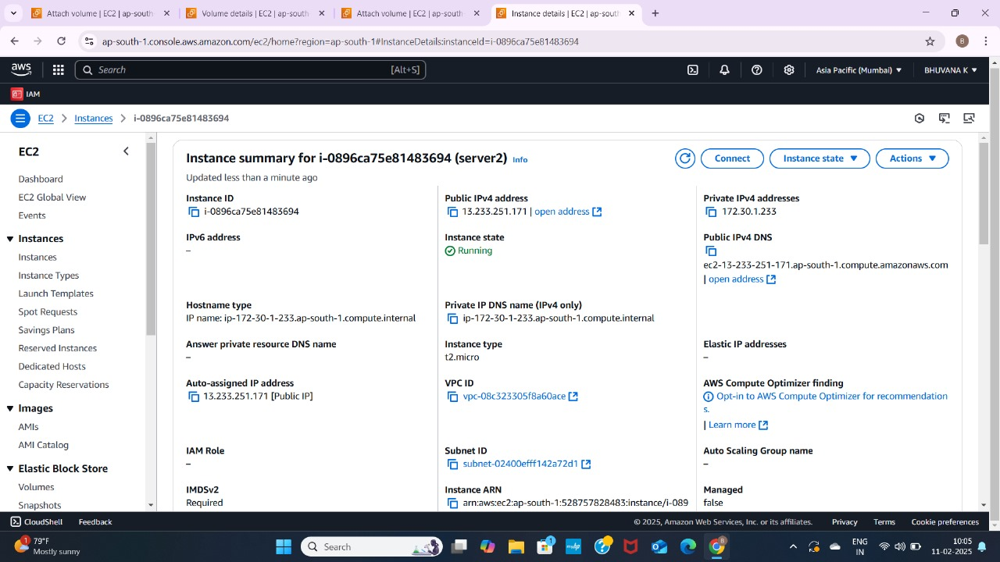 Attach volume | EC2 | ap-south
Volume details | EC2 | ap-south
Attach volume | EC2 | ap-south
Instance details | EC2 | ap-sout
ap-south-1.console.aws.amazon.com/ec2/home?region=ap-south-1#InstanceDetails:instanceId=i-0896ca75e81483694
B
aws
Search
[Alt+S]
Asia Pacific (Mumbai)
BHUVANA K
IAM
EC2
Instances
i-0896ca75e81483694
EC2
Dashboard
EC2 Global View
Events
Instances
Instances
Instance Types
Launch Templates
Spot Requests
Savings Plans
Reserved Instances
Dedicated Hosts
Capacity Reservations
Images
AMIs
AMI Catalog
Elastic Block Store
Volumes
Snapshots
Instance summary for i-0896ca75e81483694 (server2) Info
Connect
Instance state
Actions
Updated less than a minute ago
Instance ID
i-0896ca75e81483694
Public IPv4 address
13.233.251.171 | open address
Private IPv4 addresses
172.30.1.233
IPv6 address
–
Instance state
Running
Public IPv4 DNS
ec2-13-233-251-171.ap-south-1.compute.amazonaws.com
| open address
Hostname type
IP name: ip-172-30-1-233.ap-south-1.compute.internal
Private IP DNS name (IPv4 only)
ip-172-30-1-233.ap-south-1.compute.internal
Answer private resource DNS name
–
Instance type
t2.micro
Elastic IP addresses
–
Auto-assigned IP address
13.233.251.171 [Public IP]
VPC ID
vpc-08c323305f8a60ace
AWS Compute Optimizer finding
Opt-in to AWS Compute Optimizer for recommendation
s.
| Learn more
IAM Role
–
Subnet ID
subnet-02400efff142a72d1
Auto Scaling Group name
–
IMDSv2
Required
Instance ARN
arn:aws:ec2:ap-south-1:528757828483:instance/i-089
Managed
false
CloudShell
Feedback
© 2025, Amazon Web Services, Inc. or its affiliates.
Privacy
Terms
Cookie preferences
1
79°F
Mostly sunny
Search
1
ENG
IN
10:05
11-02-2025